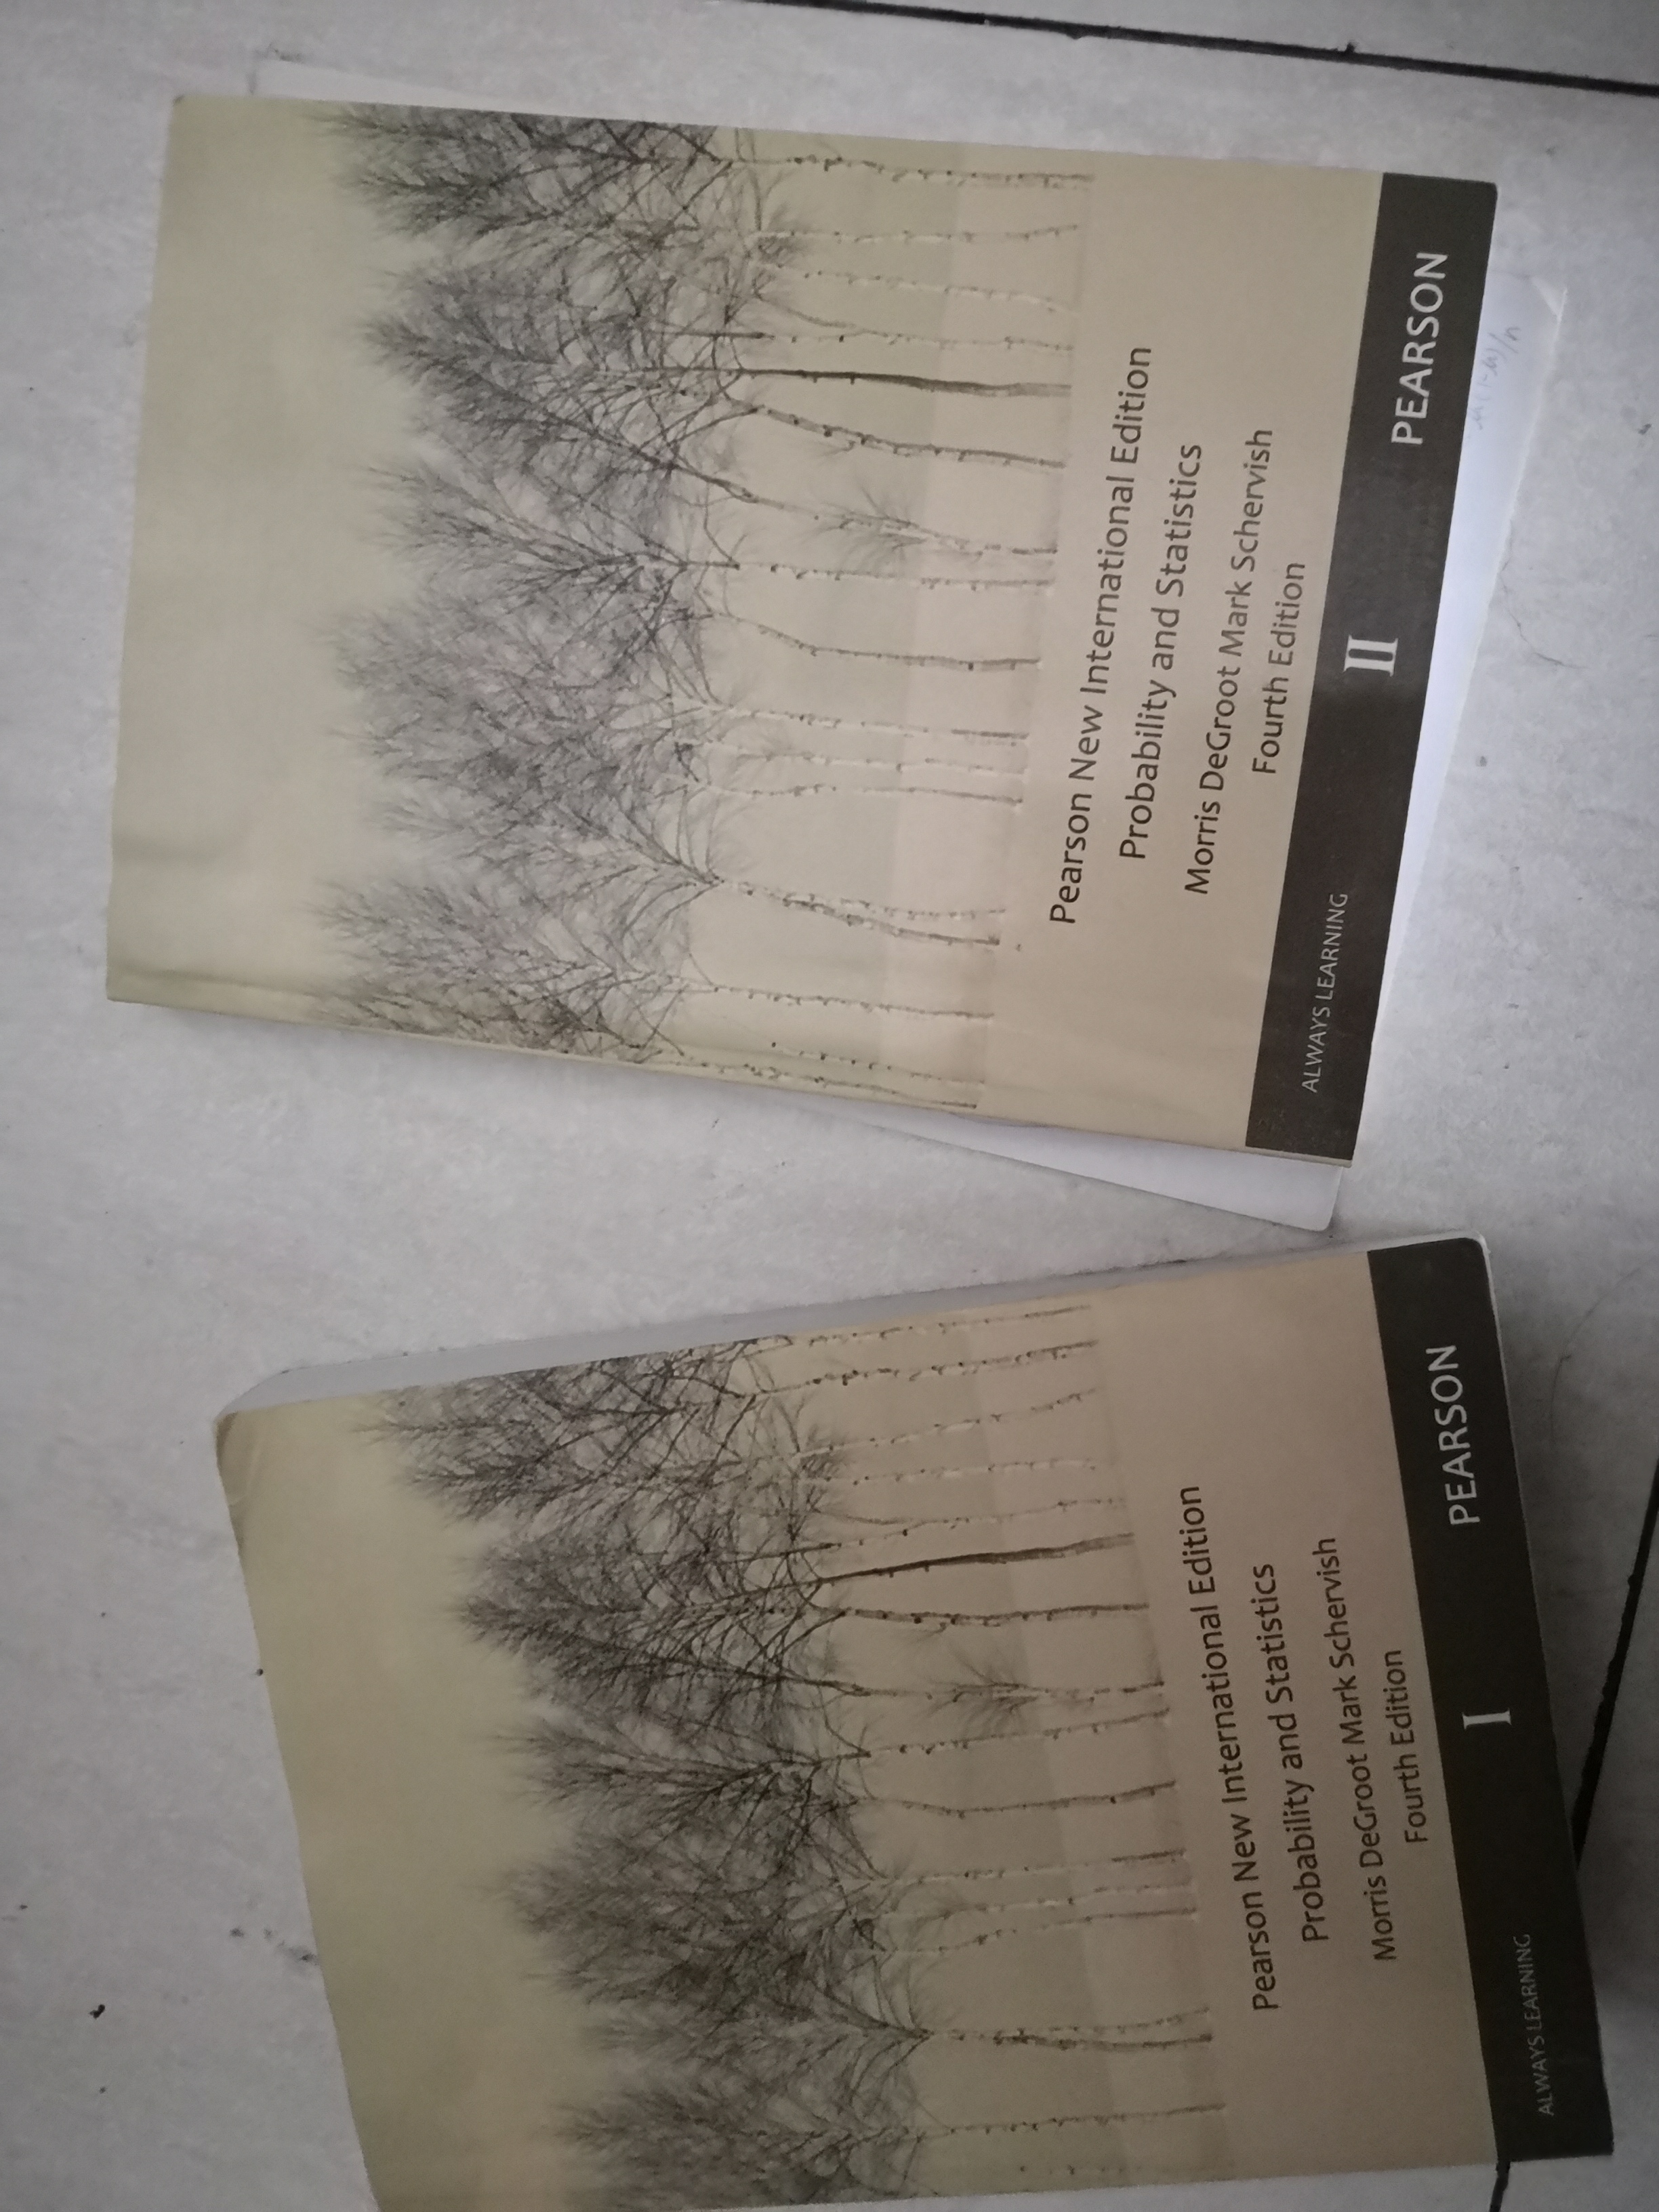 Pearson New International Edition
Probability and Statistics
Morris DeGroot Mark Schervish
Fourth Edition
ALWAYS LEARNING
II
PEARSON
Pearson New International Edition
Probability and Statistics
Morris DeGroot Mark Schervish
Fourth Edition
ALWAYS LEARNING
I
PEARSON